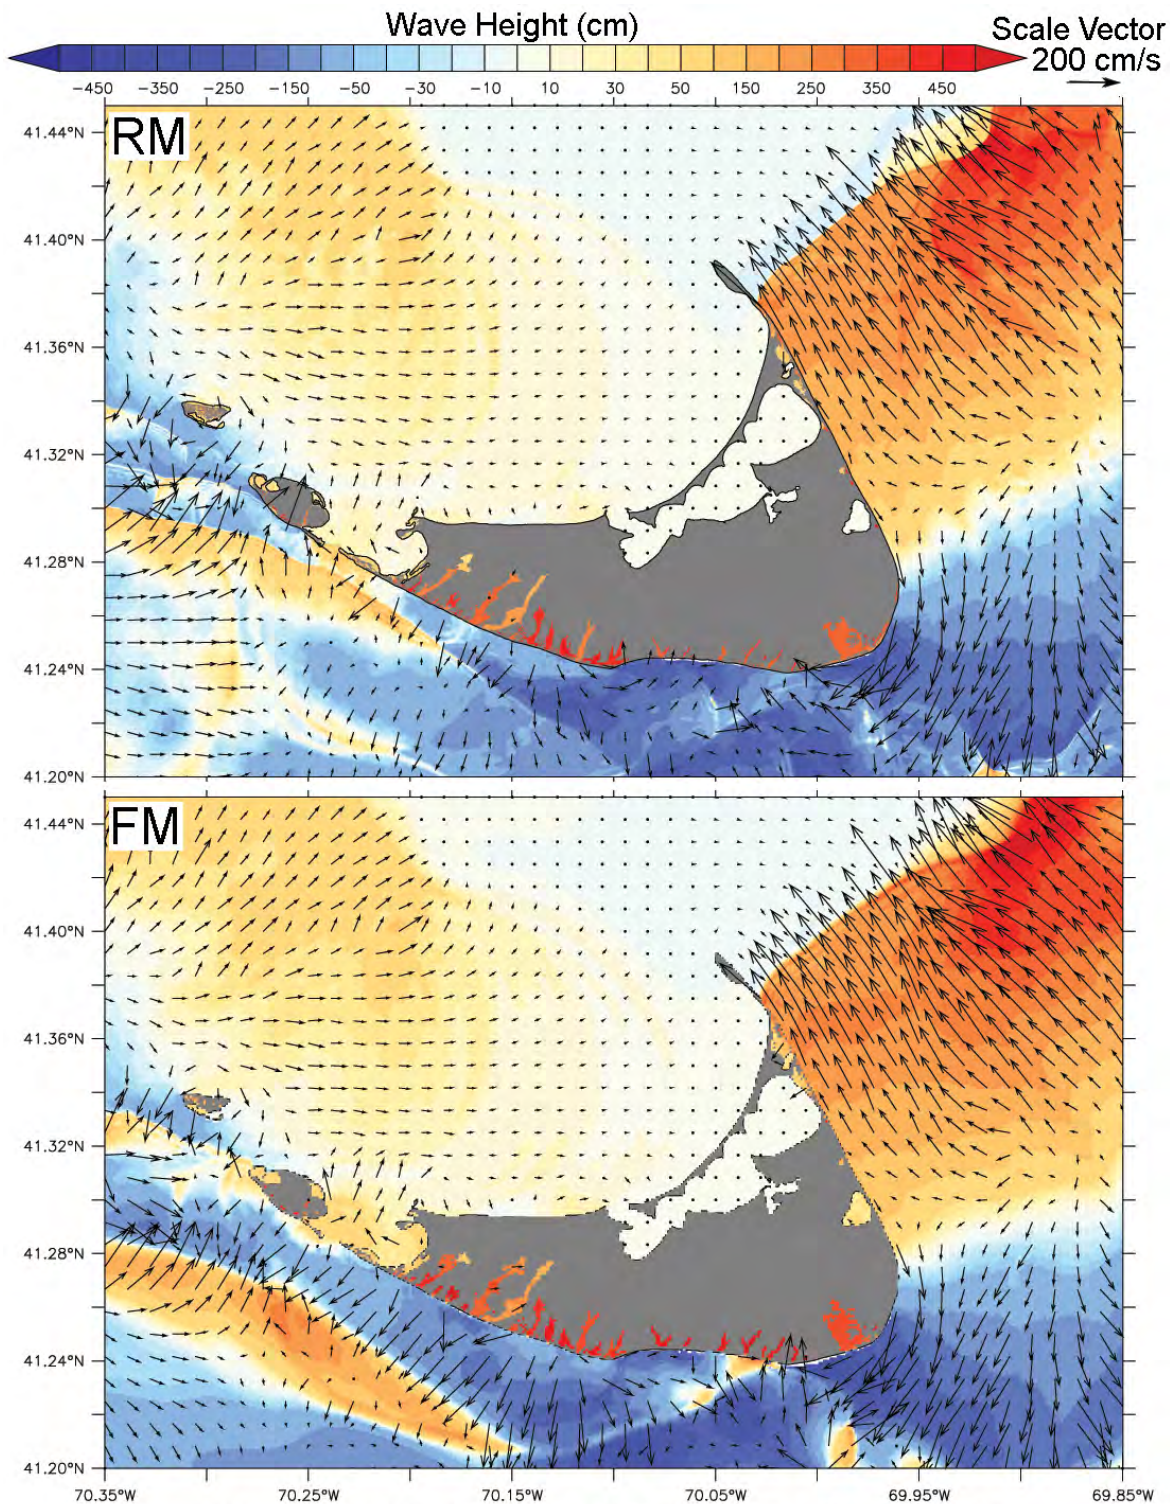 Wave Height (cm)
Scale Vector
200 cm/s
−450 −350 −250 −150 −50 −30 −10 10 30 50 150 250 350 450
RM
41.44°N
41.40°N
41.36°N
41.32°N
41.28°N
41.24°N
41.20°N
FM
41.44°N
41.40°N
41.36°N
41.32°N
41.28°N
41.24°N
41.20°N
70.35°W 70.25°W 70.15°W 70.05°W 69.95°W 69.85°W